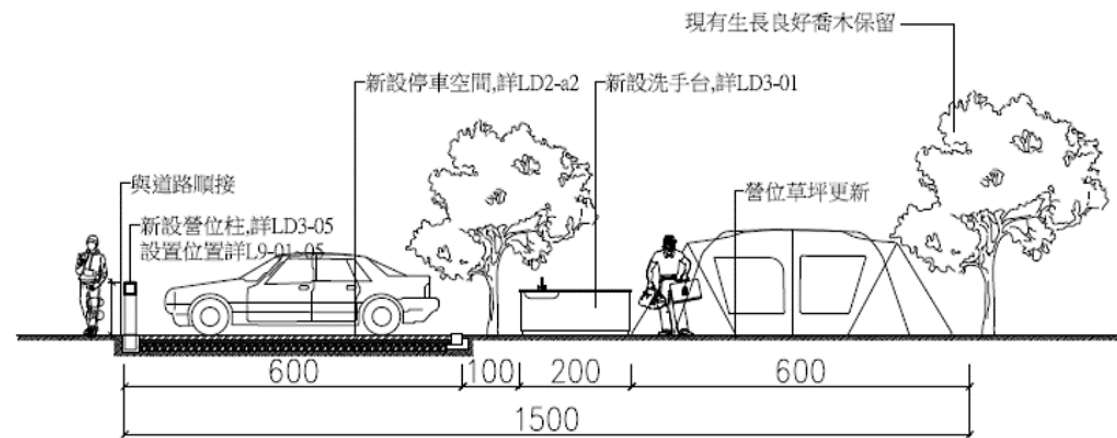 現有生長良好喬木保留
新設停車空間,詳LD2-a2
新設洗手台,詳LD3-01
與道路順接
營位草坪更新
新設營位柱,詳LD3-05
設置位置詳L9-01~05
600
100
200
600
1500